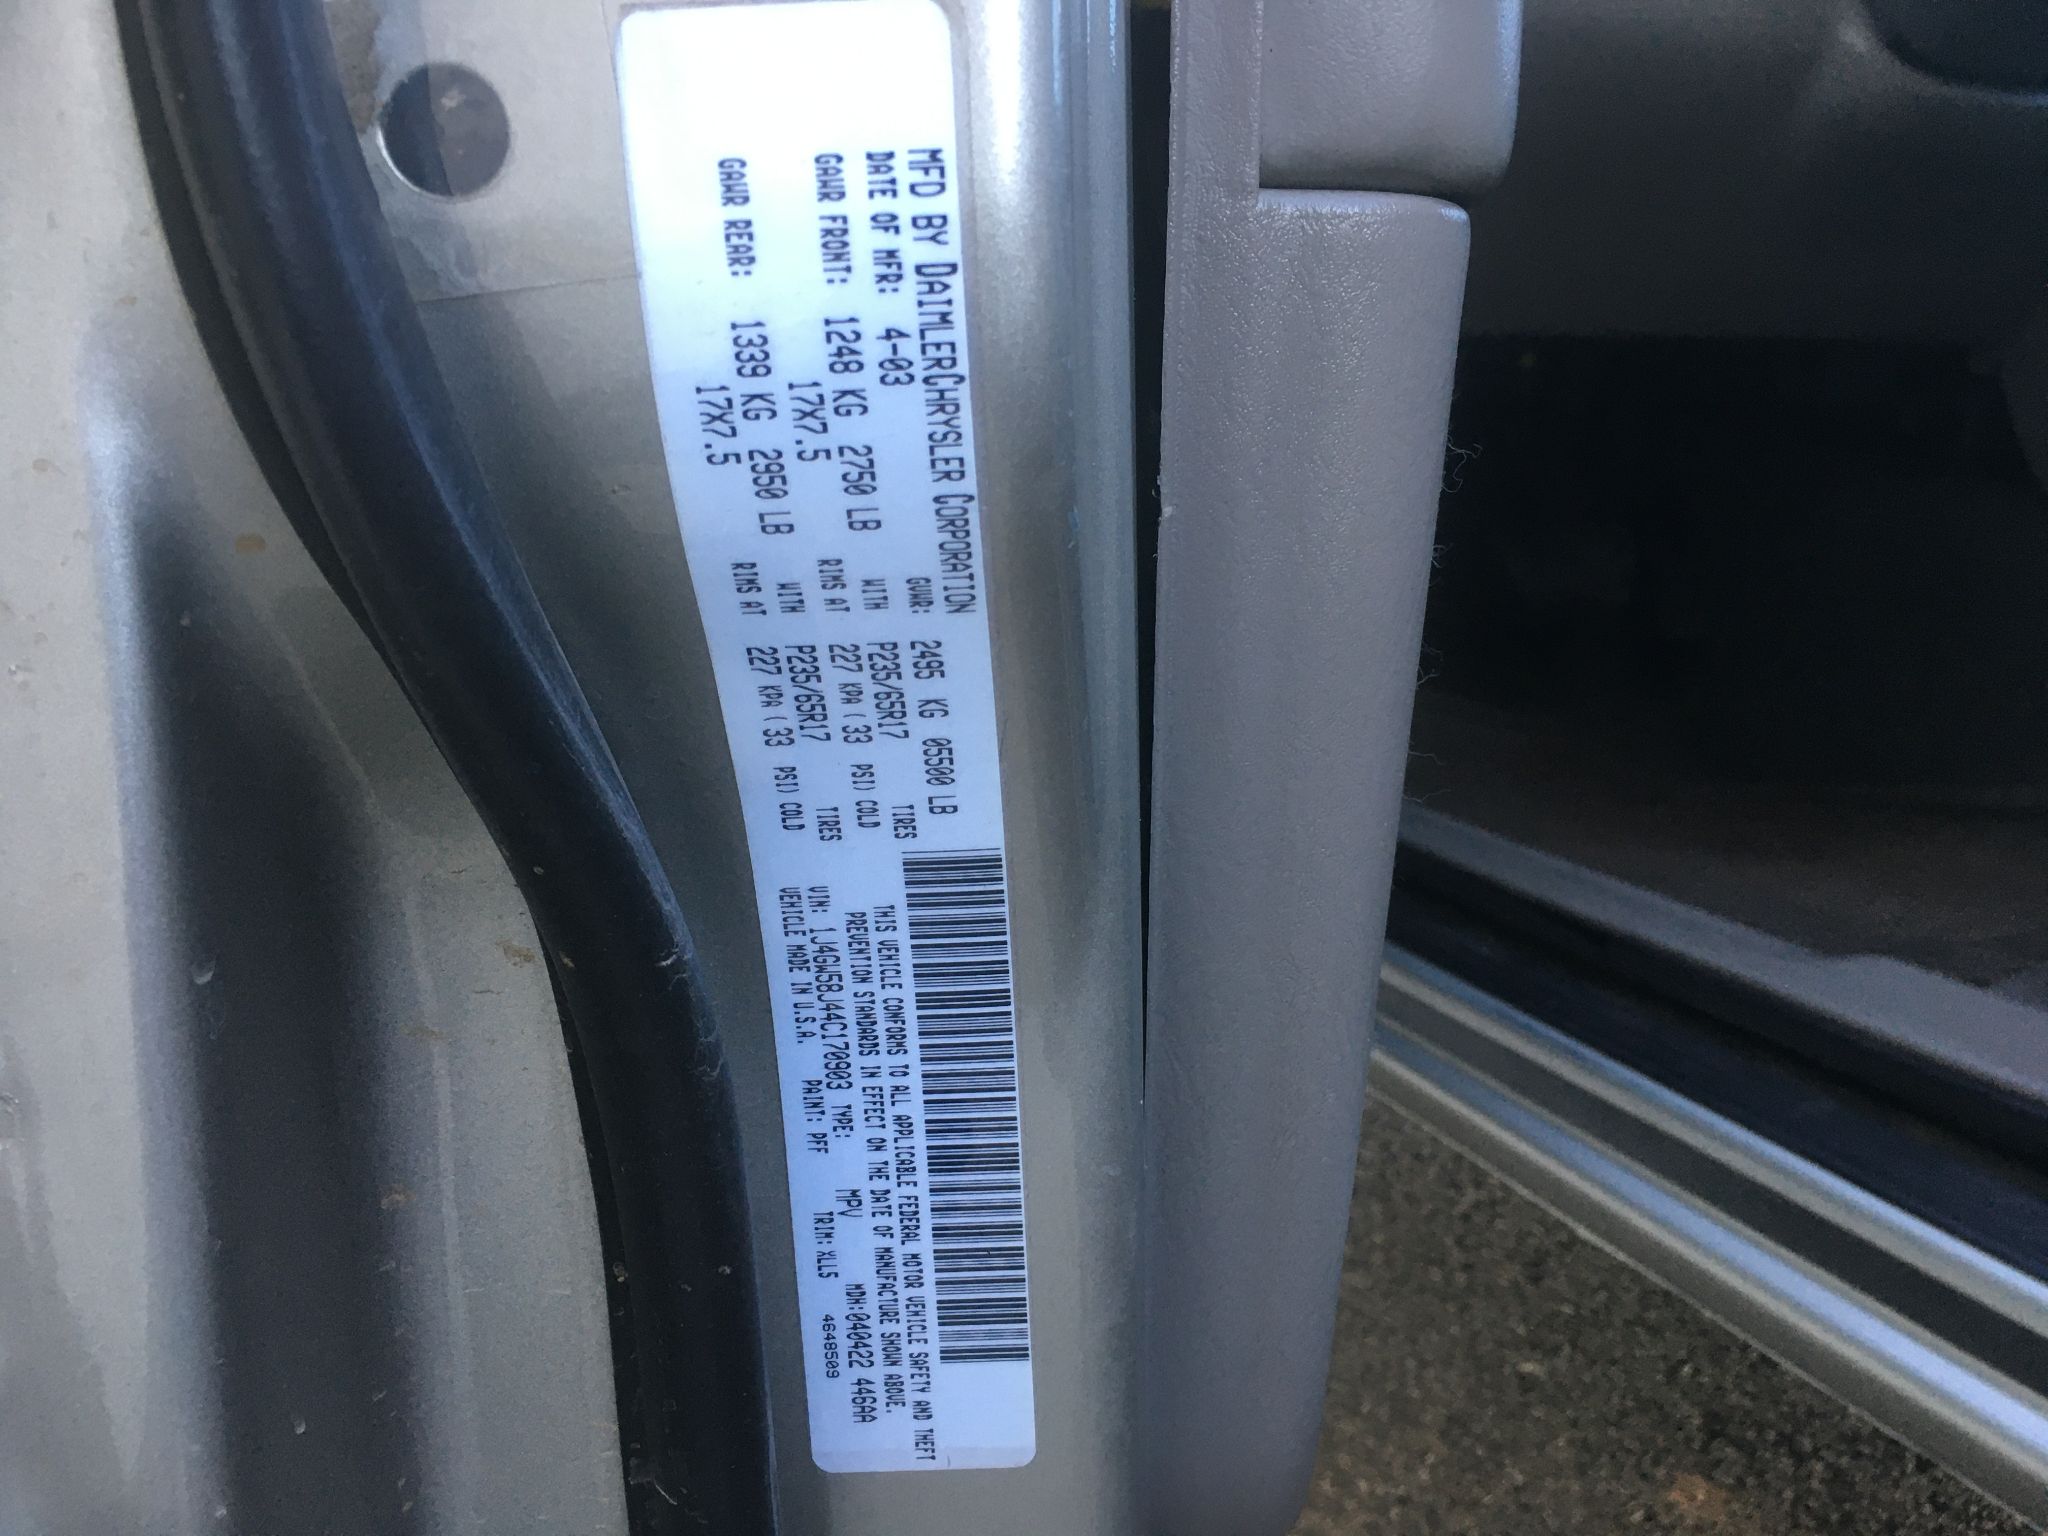 MFD BY DAIMLERCHRYSLER CORPORATION
DATE OF MFR: 4-03 GVWR: 2495 KG 05500 LB
GAWR FRONT: 1248 KG 2750 LB WITH P235/65R17 TIRES
17X7.5 RIMS AT 227 KPA ( 33 PSI) COLD
GAWR REAR: 1339 KG 2950 LB WITH P235/65R17 TIRES
17X7.5 RIMS AT 227 KPA ( 33 PSI) COLD
THIS VEHICLE CONFORMS TO ALL APPLICABLE FEDERAL MOTOR VEHICLE SAFETY AND THEFT
PREVENTION STANDARDS IN EFFECT ON THE DATE OF MANUFACTURE SHOWN ABOVE.
VIN: 1J4GW58J44C170903 TYPE: MPV MDH:040422 446AA
VEHICLE MADE IN U.S.A. PAINT: PFF TRIM: XLL5 4648509